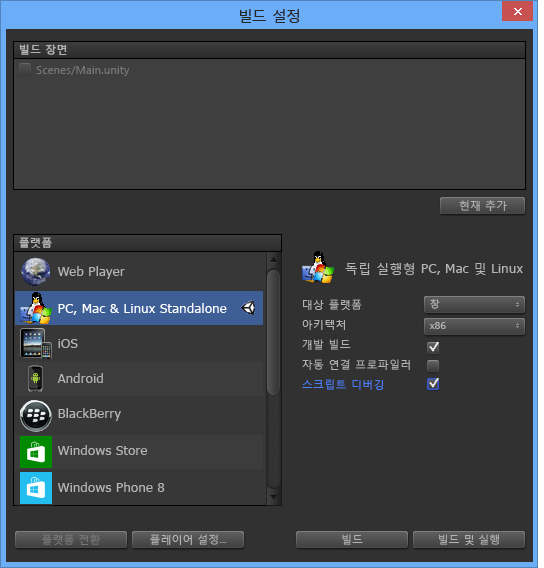 빌드 설정
빌드 장면
Scenes/Main.unity
현재 추가
플랫폼
Web Player
PC, Mac & Linux Standalone
iOS
Android
BlackBerry
Windows Store
Windows Phone 8
독립 실행형 PC, Mac 및 Linux
대상 플랫폼 창
아키텍처 x86
개발 빌드
자동 연결 프로파일러
스크립트 디버깅
플랫폼 전환 플레이어 설정... 빌드 빌드 및 실행